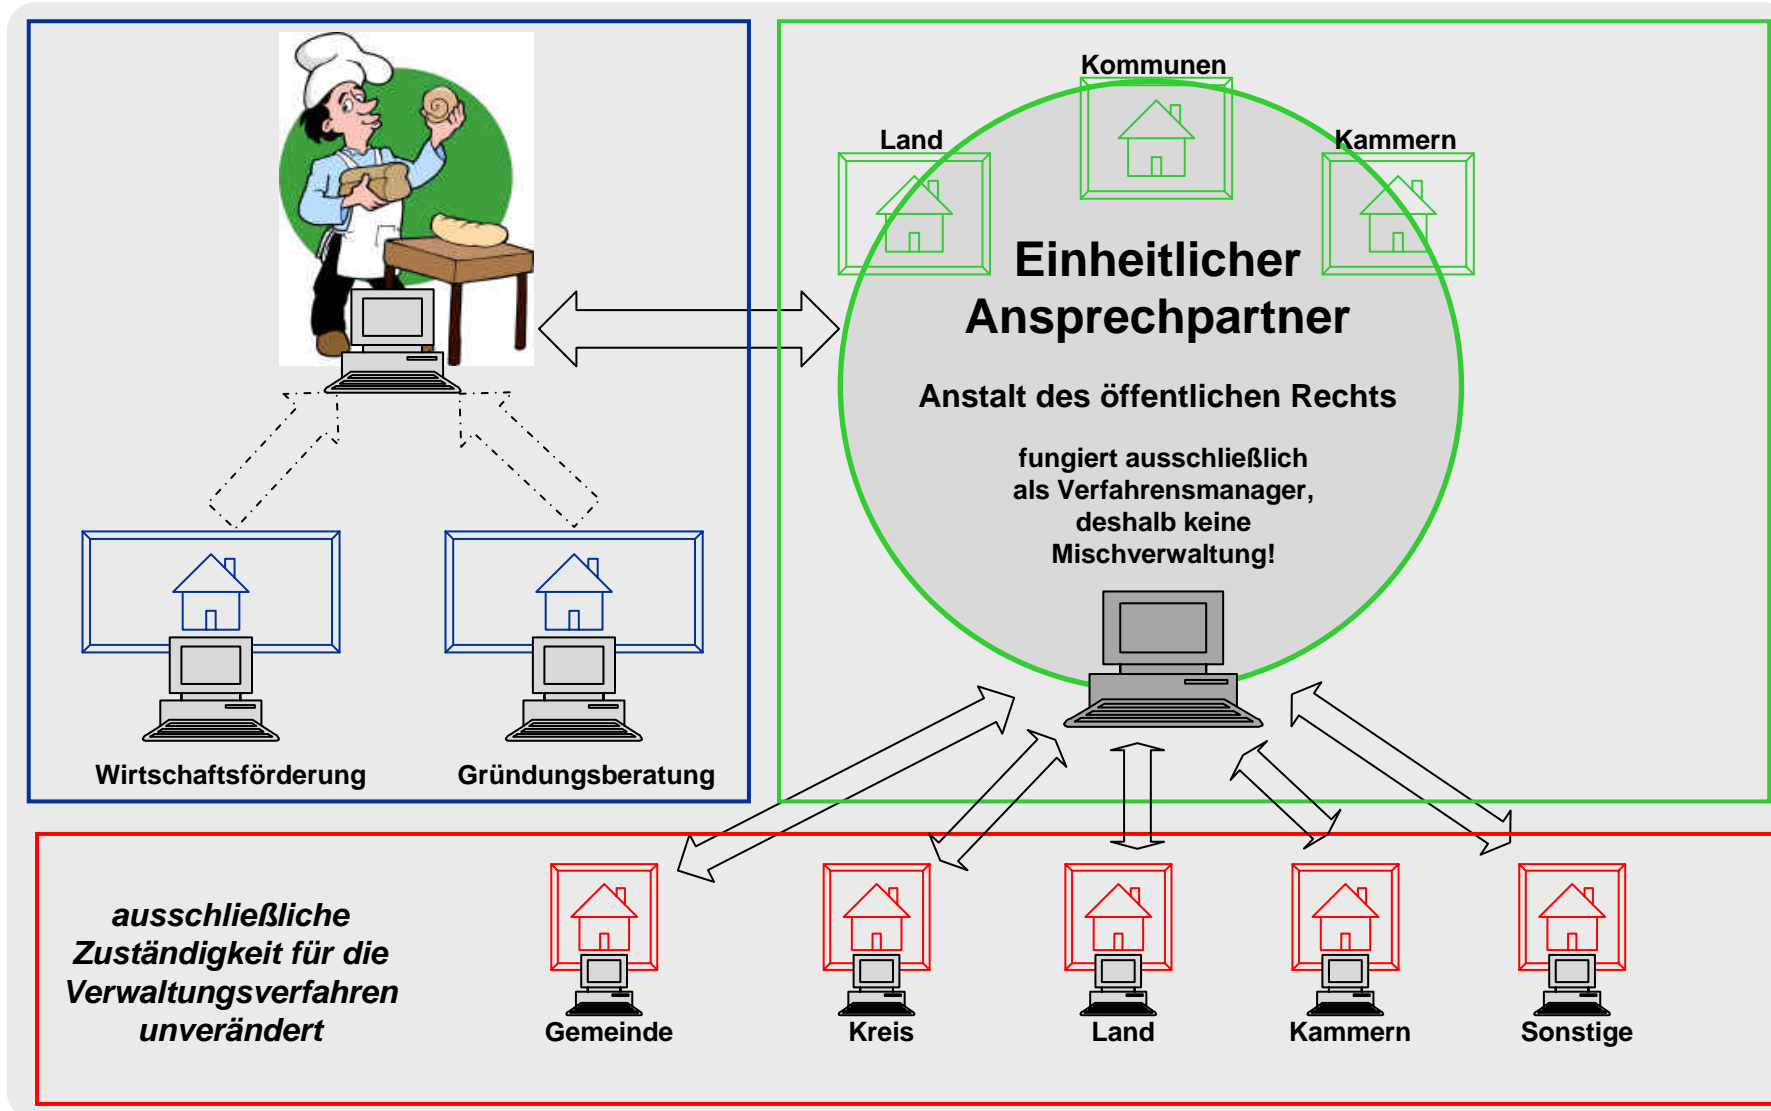 Kommunen
Land
Kammern
Einheitlicher
Ansprechpartner
Anstalt des öffentlichen Rechts
fungiert ausschließlich
als Verfahrensmanager,
deshalb keine
Mischverwaltung!
Wirtschaftsförderung
Gründungsberatung
ausschließliche
Zuständigkeit für die
Verwaltungsverfahren
unverändert
Gemeinde
Kreis
Land
Kammern
Sonstige